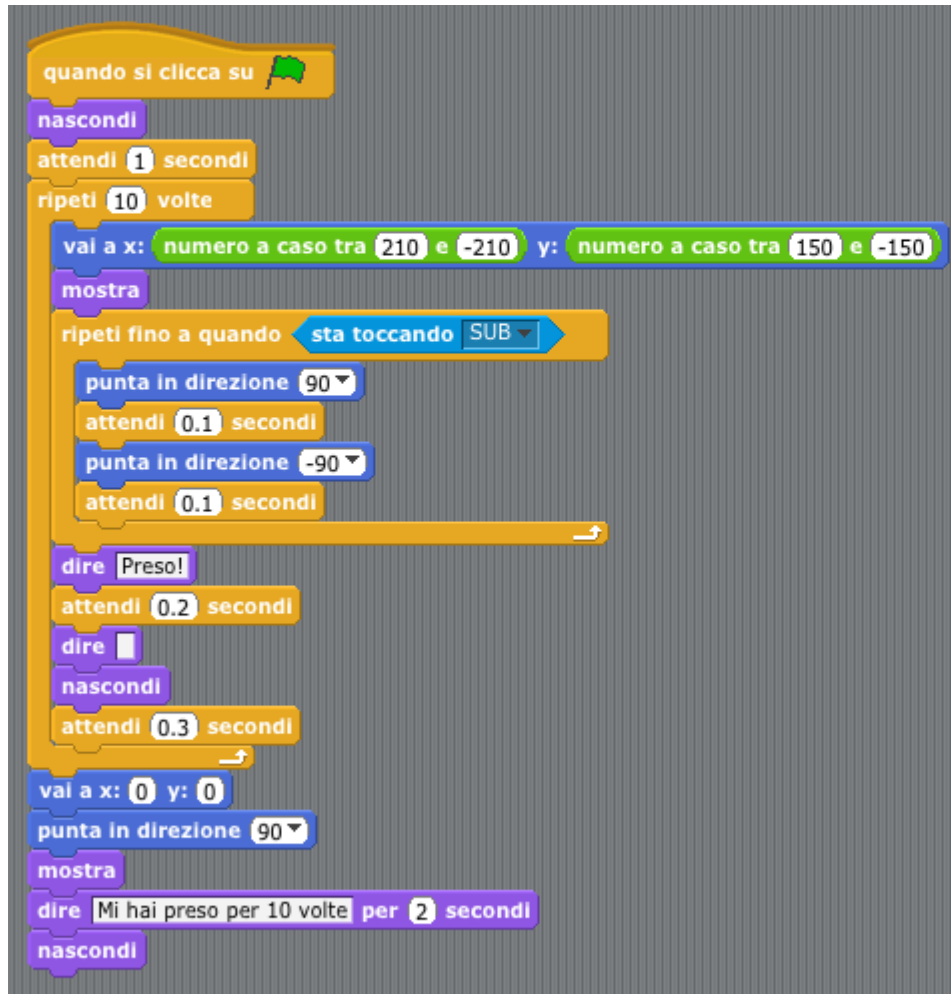 quando si clicca su
nascondi
attendi 1 secondi
ripeti 10 volte
vai a x: numero a caso tra 210 e -210 y: numero a caso tra 150 e -150
mostra
ripeti fino a quando sta toccando SUB
punta in direzione 90
attendi 0.1 secondi
punta in direzione -90
attendi 0.1 secondi
dire Preso!
attendi 0.2 secondi
dire
nascondi
attendi 0.3 secondi
vai a x: 0 y: 0
punta in direzione 90
mostra
dire Mi hai preso per 10 volte per 2 secondi
nascondi